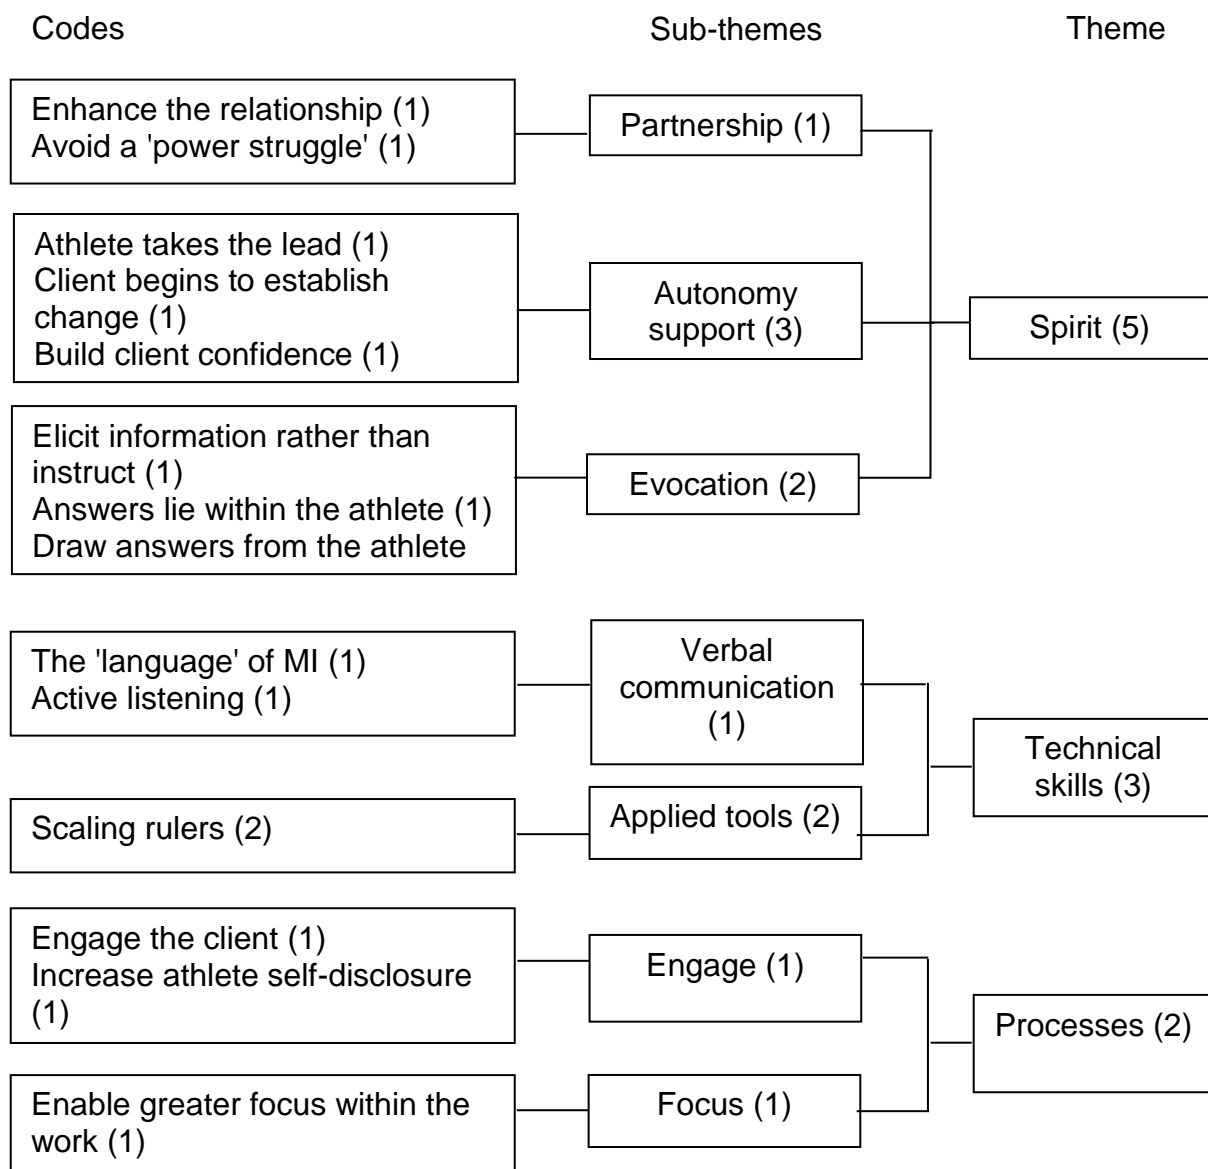 Codes
Sub-themes
Theme
Enhance the relationship (1)
Avoid a 'power struggle' (1)
Partnership (1)
Athlete takes the lead (1)
Client begins to establish
change (1)
Build client confidence (1)
Autonomy
support (3)
Spirit (5)
Elicit information rather than
instruct (1)
Answers lie within the athlete (1)
Draw answers from the athlete
Evocation (2)
The 'language' of MI (1)
Active listening (1)
Verbal
communication
(1)
Technical
skills (3)
Scaling rulers (2)
Applied tools (2)
Engage the client (1)
Increase athlete self-disclosure
(1)
Engage (1)
Processes (2)
Enable greater focus within the
work (1)
Focus (1)